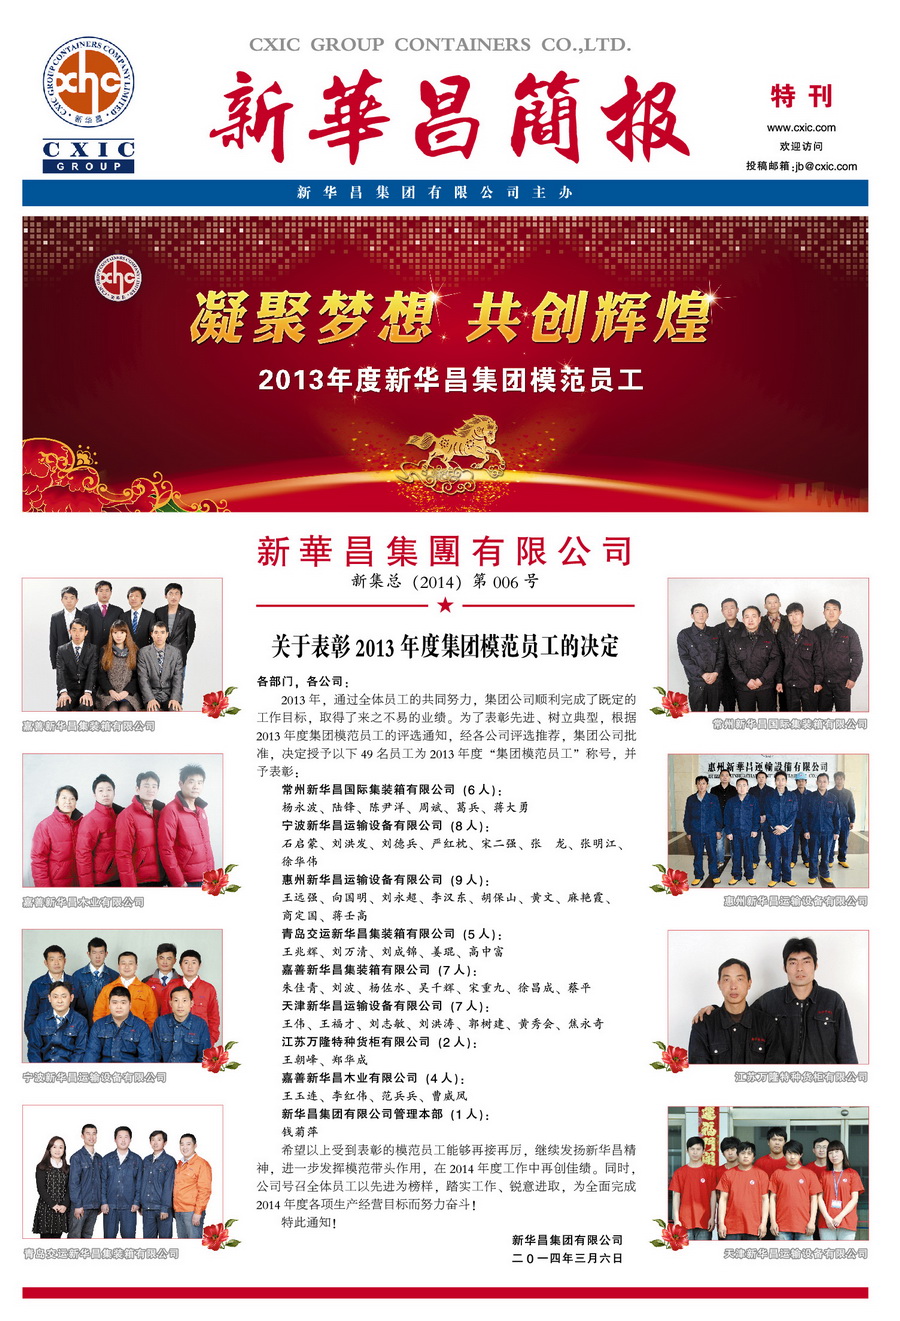 CXIC GROUP CONTAINERS CO.,LTD.
CXIC GROUP CONTAINERS COMPANY LIMITED
xhc
新华昌
CXIC
GROUP
新華昌簡报
特刊
www.cxic.com
欢迎访问
投稿邮箱:jb@cxic.com
新华昌集团有限公司主办
xhc
凝聚梦想 共创辉煌
2013年度新华昌集团模范员工
新華昌集團有限公司
新集总（2014）第 006 号
关于表彰 2013 年度集团模范员工的决定
各部门，各公司：
2013 年，通过全体员工的共同努力，集团公司顺利完成了既定的
工作目标，取得了来之不易的业绩。为了表彰先进、树立典型，根据
2013 年度集团模范员工的评选通知，经各公司评选推荐，集团公司批
准，决定授予以下 49 名员工为 2013 年度“集团模范员工”称号，并
予表彰：
常州新华昌国际集装箱有限公司（6 人）：
杨永波、陆锋、陈尹洋、周斌、葛兵、蒋大勇
宁波新华昌运输设备有限公司（8 人）：
石启蒙、刘洪发、刘德兵、严红枕、宋二强、张　龙、张明江、
徐华伟
惠州新华昌运输设备有限公司（9 人）：
王远强、向国明、刘永超、李汉东、胡保山、黄文、麻艳霞、
商定国、蒋壬高
青岛交运新华昌集装箱有限公司（5 人）：
王兆辉、刘万清、刘成锦、姜琨、高中富
嘉善新华昌集装箱有限公司（7 人）：
朱佳青、刘波、杨佐水、吴千辉、宋重九、徐昌成、蔡平
天津新华昌运输设备有限公司（7 人）：
王伟、王福才、刘志敏、刘洪涛、郭树建、黄秀会、焦永奇
江苏万隆特种货柜有限公司（2 人）：
王朝峰、郑华成
嘉善新华昌木业有限公司（4 人）：
王玉连、李红伟、范兵兵、曹威凤
新华昌集团有限公司管理本部（1 人）：
钱菊萍
希望以上受到表彰的模范员工能够再接再厉，继续发扬新华昌精
神，进一步发挥模范带头作用，在 2014 年度工作中再创佳绩。同时，
公司号召全体员工以先进为榜样，踏实工作、锐意进取，为全面完成
2014 年度各项生产经营目标而努力奋斗！
特此通知！
新华昌集团有限公司
二〇一四年三月六日
嘉善新华昌集装箱有限公司
嘉善新华昌木业有限公司
宁波新华昌运输设备有限公司
青岛交运新华昌集装箱有限公司
常州新华昌国际集装箱有限公司
惠州新華昌运输設備有限公司
惠州新华昌运输设备有限公司
江苏万隆特种货柜有限公司
天津新华昌运输设备有限公司